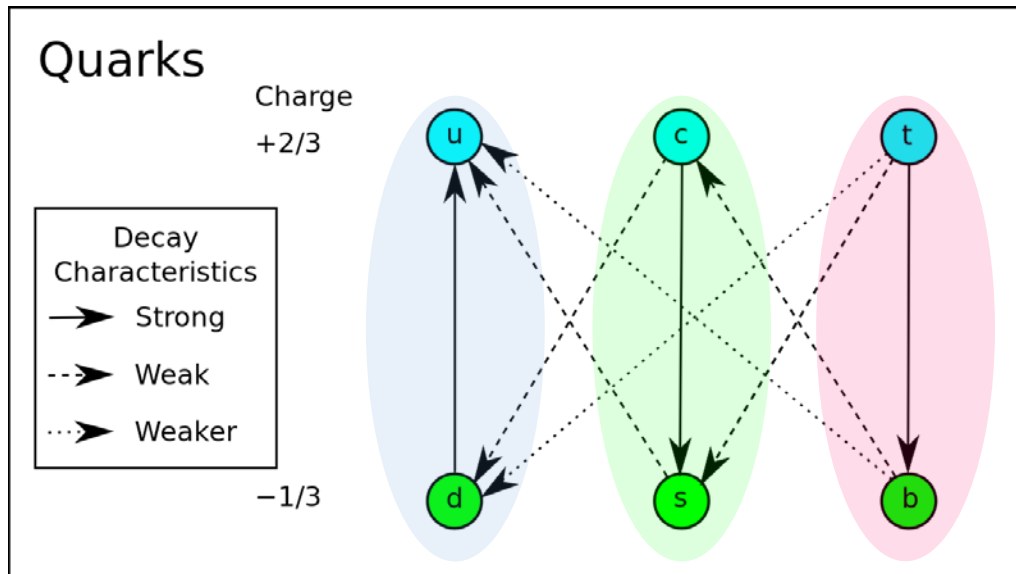 Quarks
Charge
+2/3
u
c
t
Decay
Characteristics
Strong
Weak
Weaker
−1/3
d
s
b